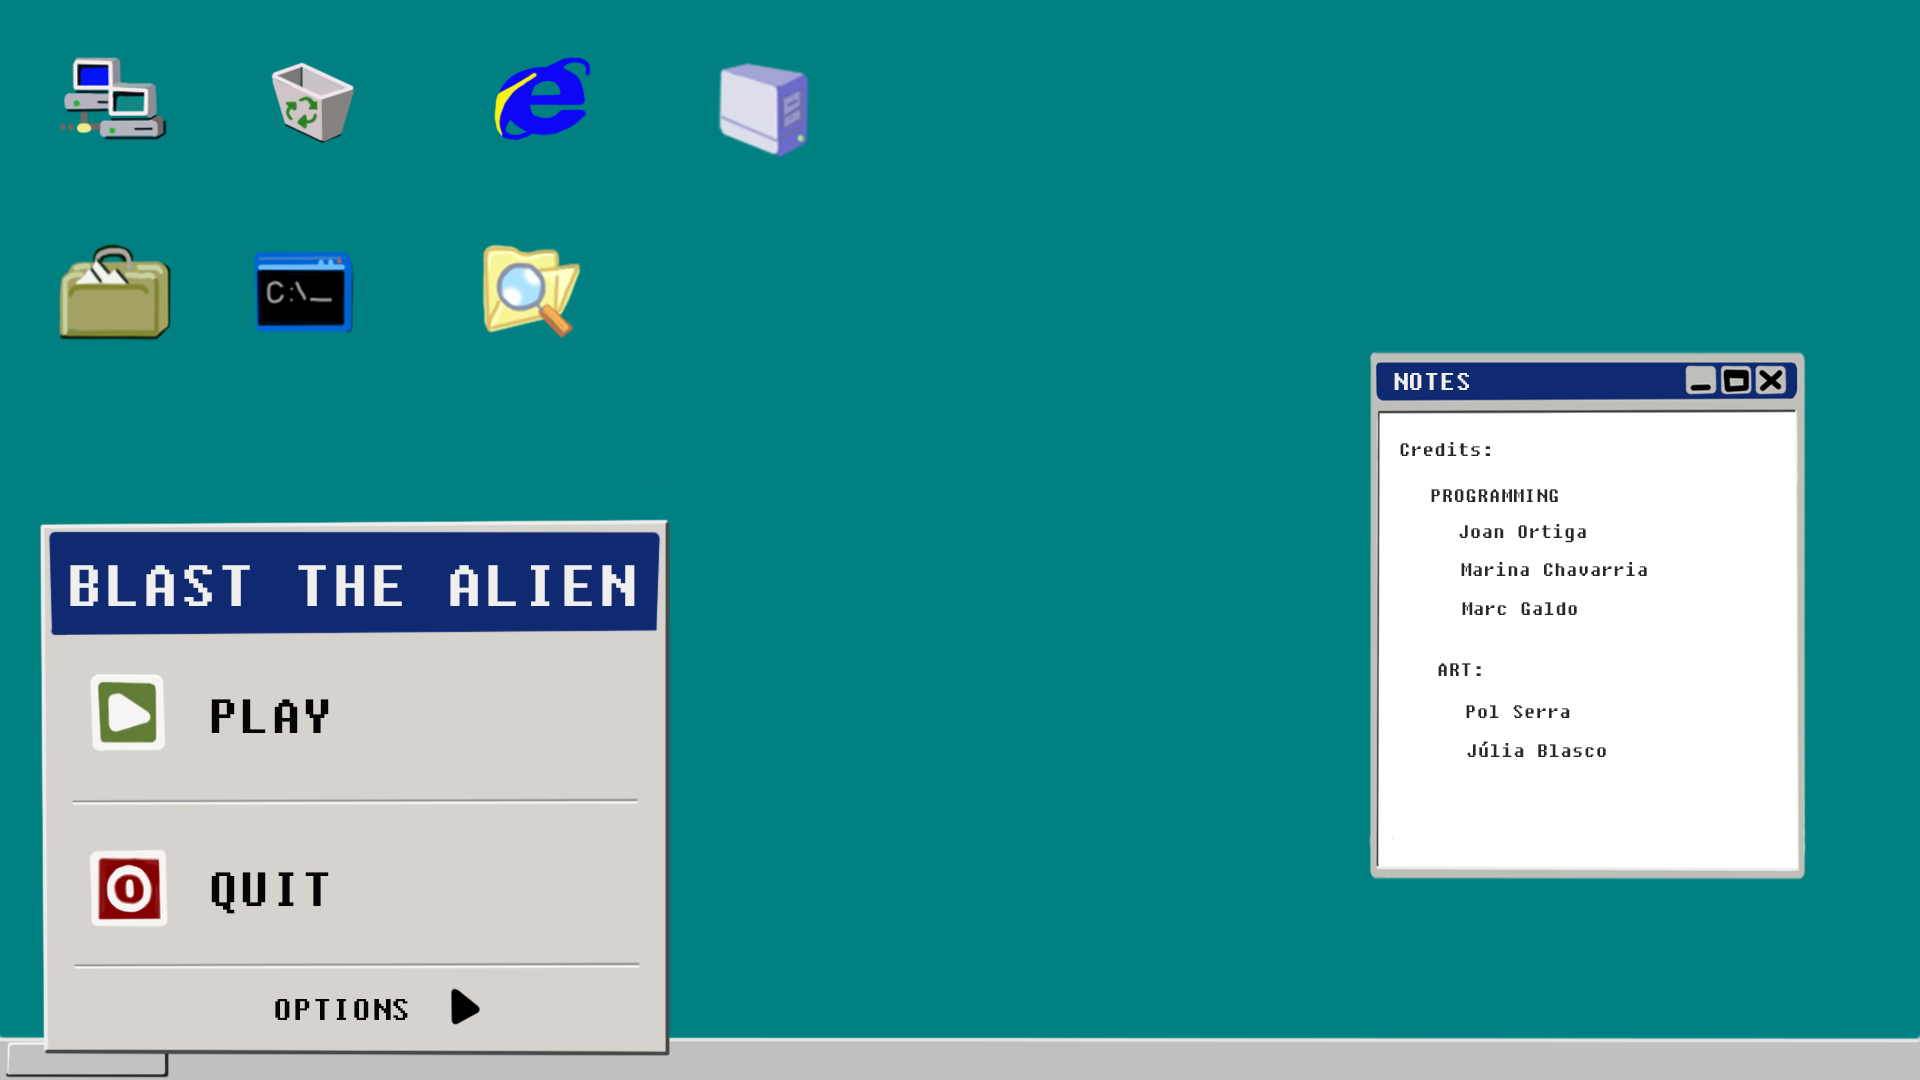 C:\_
NOTES
Credits:
PROGRAMMING
Joan Ortiga
Marina Chavarria
Marc Galdo
ART:
Pol Serra
Júlia Blasco
BLAST THE ALIEN
PLAY
QUIT
OPTIONS